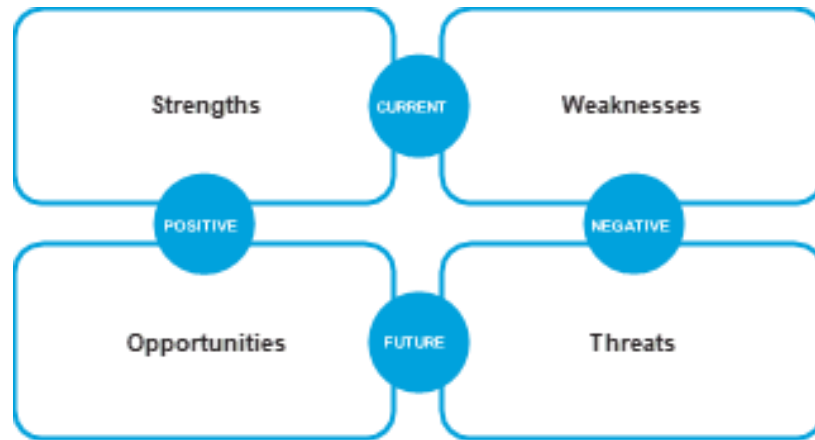 Strengths
CURRENT
Weaknesses
POSITIVE
NEGATIVE
Opportunities
FUTURE
Threats